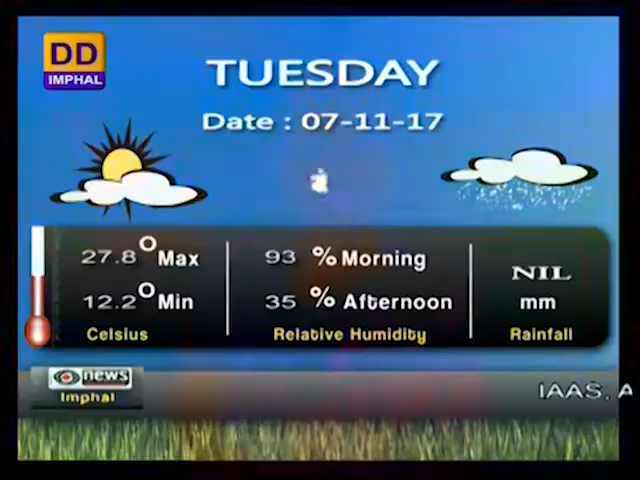 DD
IMPHAL
TUESDAY
Date : 07-11-17
27.8° Max
12.2° Min
Celsius
93 % Morning
35 % Afternoon
Relative Humidity
NIL
mm
Rainfall
news
Imphal
IAAS, A